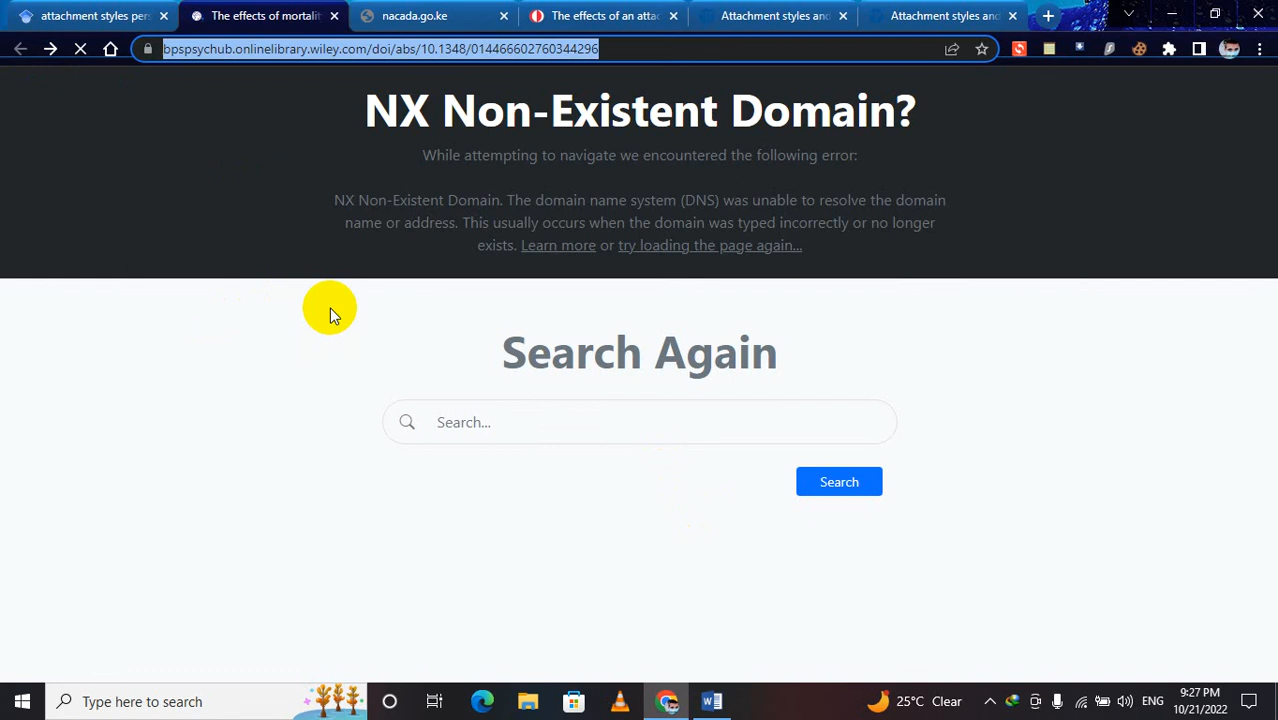 attachment styles pers
The effects of mortality
nacada.go.ke
The effects of an attac
Attachment styles and
Attachment styles and
bpspsychub.onlinelibrary.wiley.com/doi/abs/10.1348/014466602760344296
NX Non-Existent Domain?
While attempting to navigate we encountered the following error:
NX Non-Existent Domain. The domain name system (DNS) was unable to resolve the domain
name or address. This usually occurs when the domain was typed incorrectly or no longer
exists. Learn more or try loading the page again...
Search Again
Search...
Search
Type here to search
25°C Clear
ENG
9:27 PM
10/21/2022